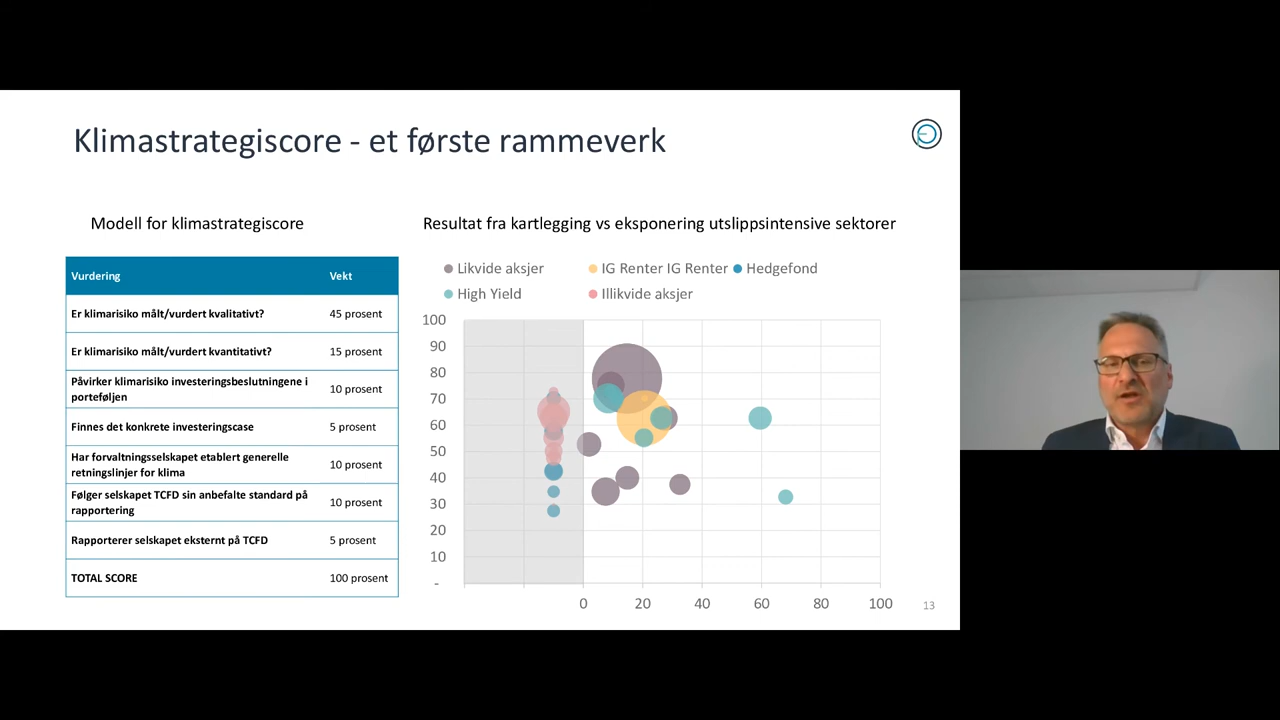 Klimastrategiscore - et første rammeverk
Modell for klimastrategiscore
Vurdering Vekt
Er klimarisiko målt/vurdert kvalitativt? 45 prosent
Er klimarisiko målt/vurdert kvantitativt? 15 prosent
Påvirker klimarisiko investeringsbeslutningene i
porteføljen 10 prosent
Finnes det konkrete investeringscase 5 prosent
Har forvaltningsselskapet etablert generelle
retningslinjer for klima 10 prosent
Følger selskapet TCFD sin anbefalte standard på
rapportering 10 prosent
Rapporterer selskapet eksternt på TCFD 5 prosent
TOTAL SCORE 100 prosent
Resultat fra kartlegging vs eksponering utslippsintensive sektorer
Likvide aksjer IG Renter IG Renter Hedgefond
High Yield Illikvide aksjer
100
90
80
70
60
50
40
30
20
10
-
0 20 40 60 80 100
13